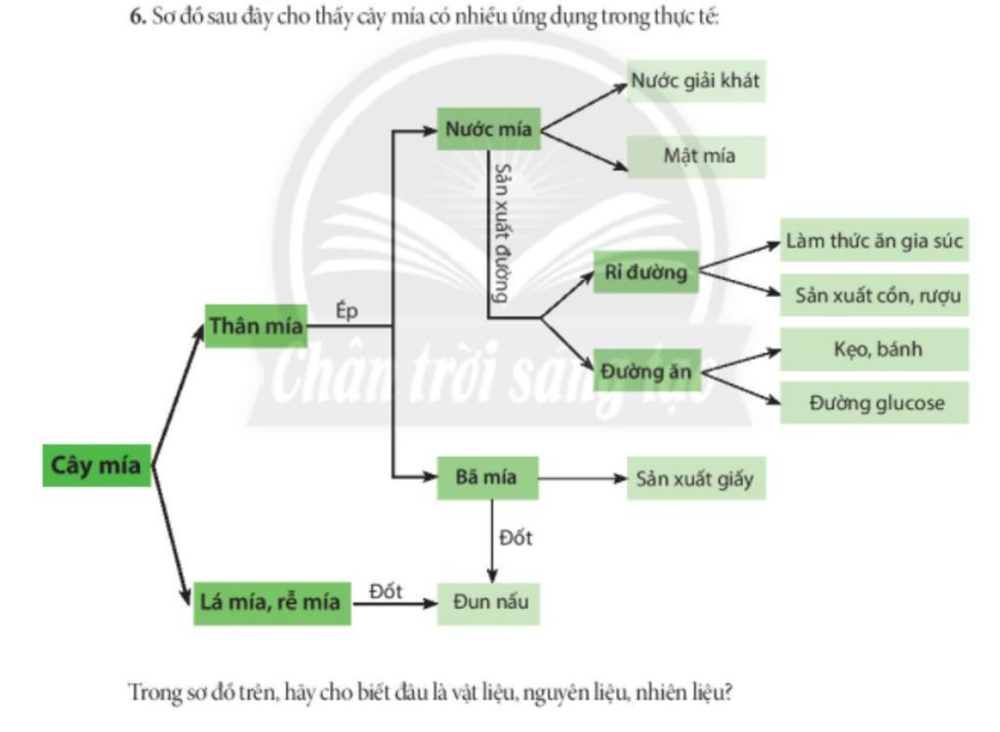 6. Sơ đồ sau đây cho thấy cây mía có nhiều ứng dụng trong thực tế:
Nước giải khát
Nước mía
Mật mía
Sản xuất đường
Làm thức ăn gia súc
Rỉ đường
Sản xuất cồn, rượu
Ép
Thân mía
Kẹo, bánh
Đường ăn
Đường glucose
Chân trời sáng tạo
Cây mía
Bã mía
Sản xuất giấy
Đốt
Lá mía, rễ mía
Đốt
Đun nấu
Trong sơ đồ trên, hãy cho biết đâu là vật liệu, nguyên liệu, nhiên liệu?